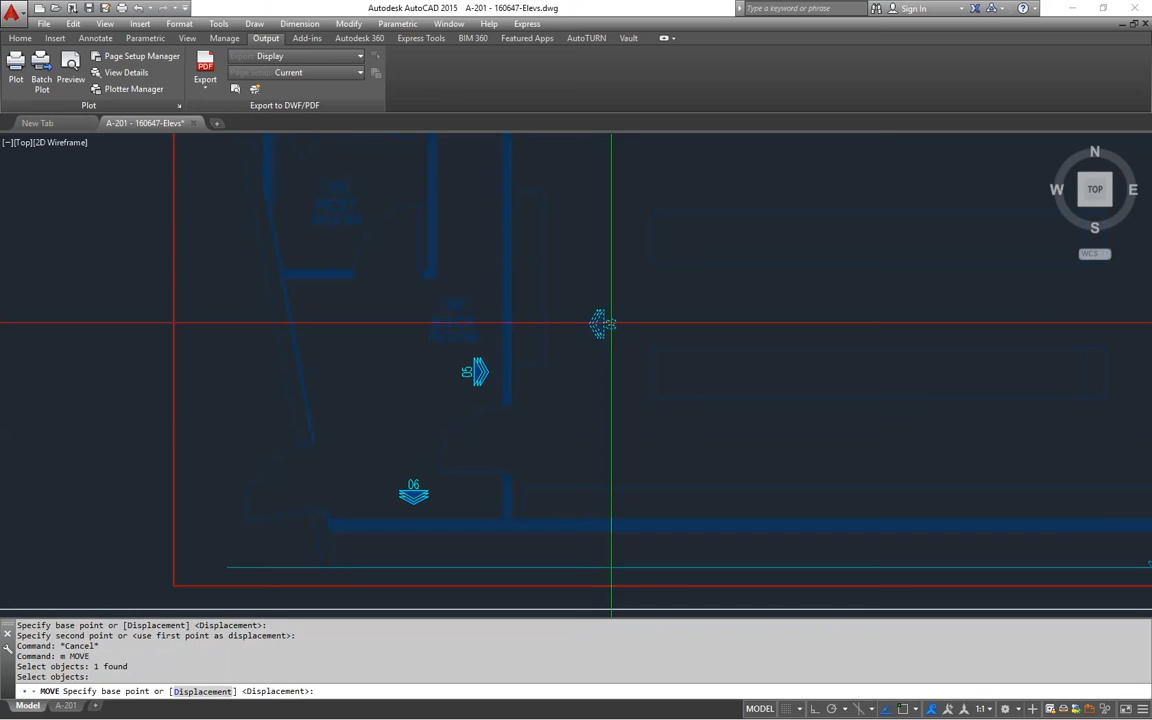 Autodesk AutoCAD 2015   A-201 - 160647-Elevs.dwg
Type a keyword or phrase
Sign In
File Edit View Insert Format Tools Draw Dimension Modify Parametric Window Help Express
Home Insert Annotate Parametric View Manage Output Add-ins Autodesk 360 Express Tools BIM 360 Featured Apps AutoTURN Vault
Plot
Batch Plot
Preview
Page Setup Manager
View Details
Plotter Manager
Export
Export: Display
Page Setup: Current
Plot
Export to DWF/PDF
New Tab
A-201 - 160647-Elevs*
[−][Top][2D Wireframe]
N
W
TOP
E
S
WCS
05
06
Specify base point or [Displacement] <Displacement>:
Specify second point or <use first point as displacement>:
Command: *Cancel*
Command: m MOVE
Select objects: 1 found
Select objects:
MOVE Specify base point or [Displacement] <Displacement>:
Model A-201
MODEL
1:1